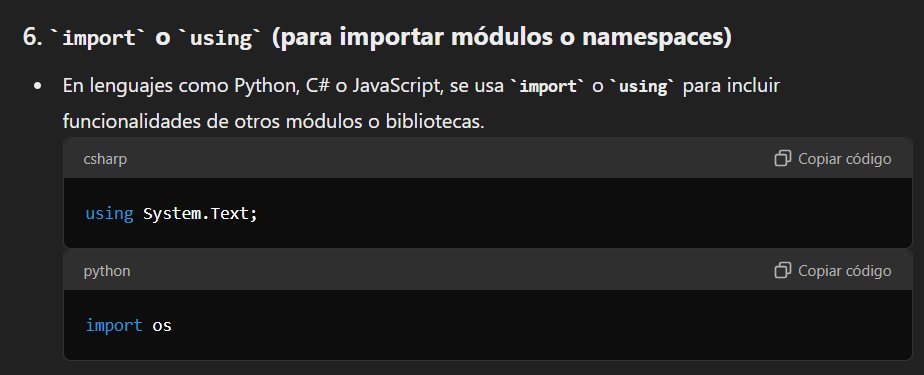 6. `import` o `using` (para importar módulos o namespaces)
• En lenguajes como Python, C# o JavaScript, se usa `import` o `using` para incluir
funcionalidades de otros módulos o bibliotecas.
csharp Copiar código
using System.Text;
python Copiar código
import os